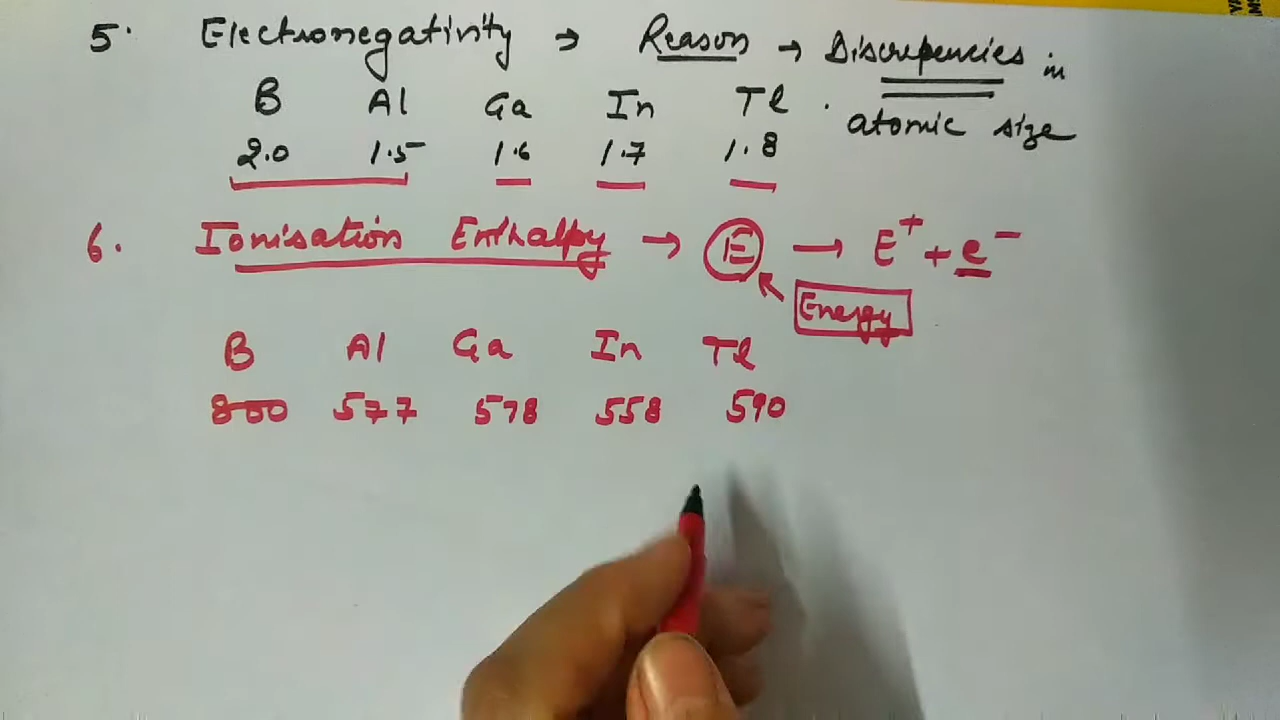 5. Electronegativity → Reason → Discrepencies in
atomic size
B Al Ga In Tl .
2.0 1.5 1.6 1.7 1.8
6. Ionisation Enthalpy → E → E⁺ + e⁻
Energy
B Al Ga In Tl
800 577 578 558 590